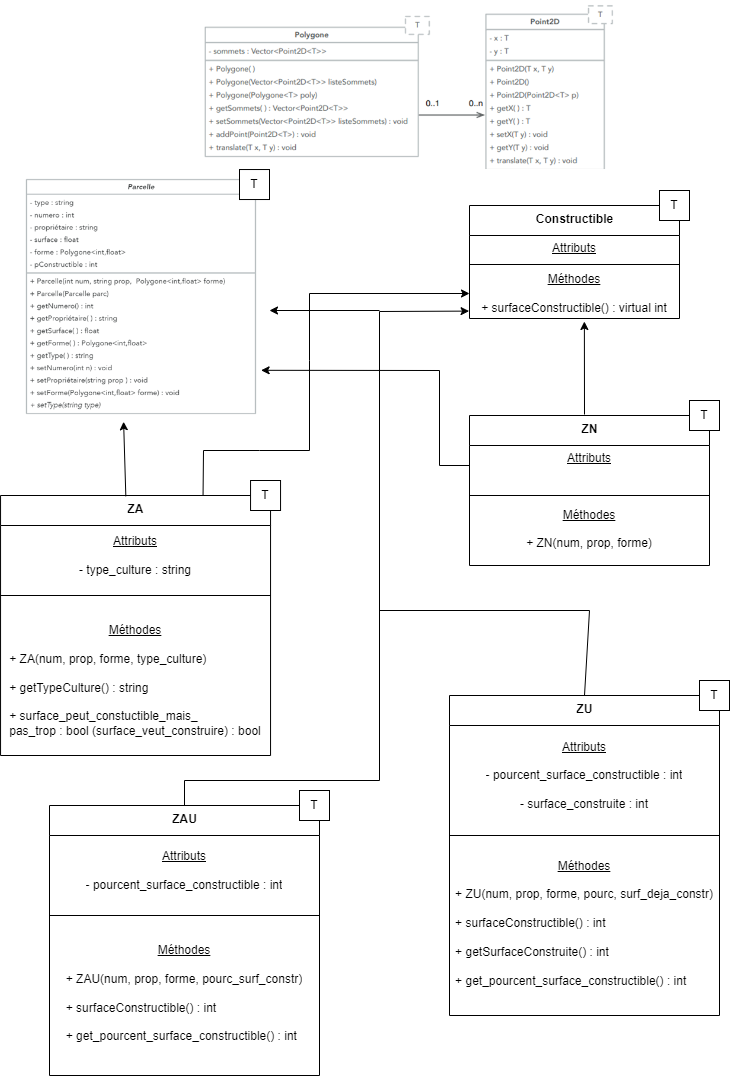 T
Polygone
- sommets : Vector<Point2D<T>>
+ Polygone( )
+ Polygone(Vector<Point2D<T>> listeSommets)
+ Polygone(Polygone<T> poly)
+ getSommets( ) : Vector<Point2D<T>>
+ setSommets(Vector<Point2D<T>> listeSommets) : void
+ addPoint(Point2D<T>) : void
+ translate(T x, T y) : void
0..1
0..n
T
Point2D
- x : T
- y : T
+ Point2D(T x, T y)
+ Point2D()
+ Point2D(Point2D<T> p)
+ getX( ) : T
+ getY( ) : T
+ setX(T y) : void
+ getY(T y) : void
+ translate(T x, T y) : void
T
Parcelle
- type : string
- numero : int
- propriétaire : string
- surface : float
- forme : Polygone<int,float>
- pConstructible : int
+ Parcelle(int num, string prop, Polygone<int,float> forme)
+ Parcelle(Parcelle parc)
+ getNumero() : int
+ getPropriétaire( ) : string
+ getSurface( ) : float
+ getForme( ) : Polygone<int,float>
+ getType( ) : string
+ setNumero(int n) : void
+ setPropriétaire(string prop ) : void
+ setForme(Polygone<int,float> forme) : void
+ setType(string type)
T
Constructible
Attributs
Méthodes
+ surfaceConstructible() : virtual int
T
ZN
Attributs
Méthodes
+ ZN(num, prop, forme)
T
ZA
Attributs
- type_culture : string
Méthodes
+ ZA(num, prop, forme, type_culture)
+ getTypeCulture() : string
+ surface_peut_constuctible_mais_
pas_trop : bool (surface_veut_construire) : bool
T
ZU
Attributs
- pourcent_surface_constructible : int
- surface_construite : int
Méthodes
+ ZU(num, prop, forme, pourc, surf_deja_constr)
+ surfaceConstructible() : int
+ getSurfaceConstruite() : int
+ get_pourcent_surface_constructible() : int
T
ZAU
Attributs
- pourcent_surface_constructible : int
Méthodes
+ ZAU(num, prop, forme, pourc_surf_constr)
+ surfaceConstructible() : int
+ get_pourcent_surface_constructible() : int